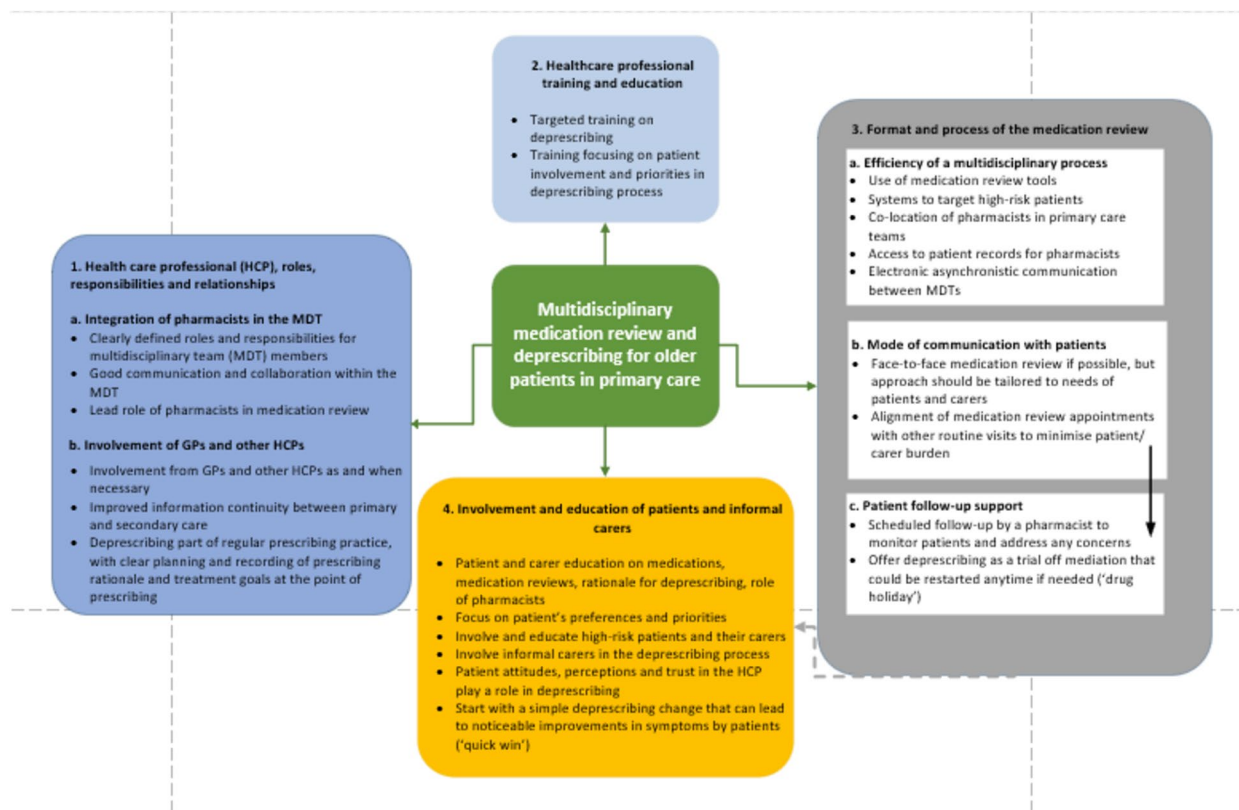 2. Healthcare professional
training and education
• Targeted training on
deprescribing
• Training focusing on patient
involvement and priorities in
deprescribing process
1. Health care professional (HCP), roles,
responsibilities and relationships
a. Integration of pharmacists in the MDT
• Clearly defined roles and responsibilities for
multidisciplinary team (MDT) members
• Good communication and collaboration within the
MDT
• Lead role of pharmacists in medication review
b. Involvement of GPs and other HCPs
• Involvement from GPs and other HCPs as and when
necessary
• Improved information continuity between primary
and secondary care
• Deprescribing part of regular prescribing practice,
with clear planning and recording of prescribing
rationale and treatment goals at the point of
prescribing
Multidisciplinary
medication review and
deprescribing for older
patients in primary care
3. Format and process of the medication review
a. Efficiency of a multidisciplinary process
• Use of medication review tools
• Systems to target high-risk patients
• Co-location of pharmacists in primary care
teams
• Access to patient records for pharmacists
• Electronic asynchronistic communication
between MDTs
b. Mode of communication with patients
• Face-to-face medication review if possible, but
approach should be tailored to needs of
patients and carers
• Alignment of medication review appointments
with other routine visits to minimise patient/
carer burden
c. Patient follow-up support
• Scheduled follow-up by a pharmacist to
monitor patients and address any concerns
• Offer deprescribing as a trial off mediation that
could be restarted anytime if needed (‘drug
holiday’)
4. Involvement and education of patients and informal
carers
• Patient and carer education on medications,
medication reviews, rationale for deprescribing, role
of pharmacists
• Focus on patient’s preferences and priorities
• Involve and educate high-risk patients and their carers
• Involve informal carers in the deprescribing process
• Patient attitudes, perceptions and trust in the HCP
play a role in deprescribing
• Start with a simple deprescribing change that can lead
to noticeable improvements in symptoms by patients
(‘quick win’)